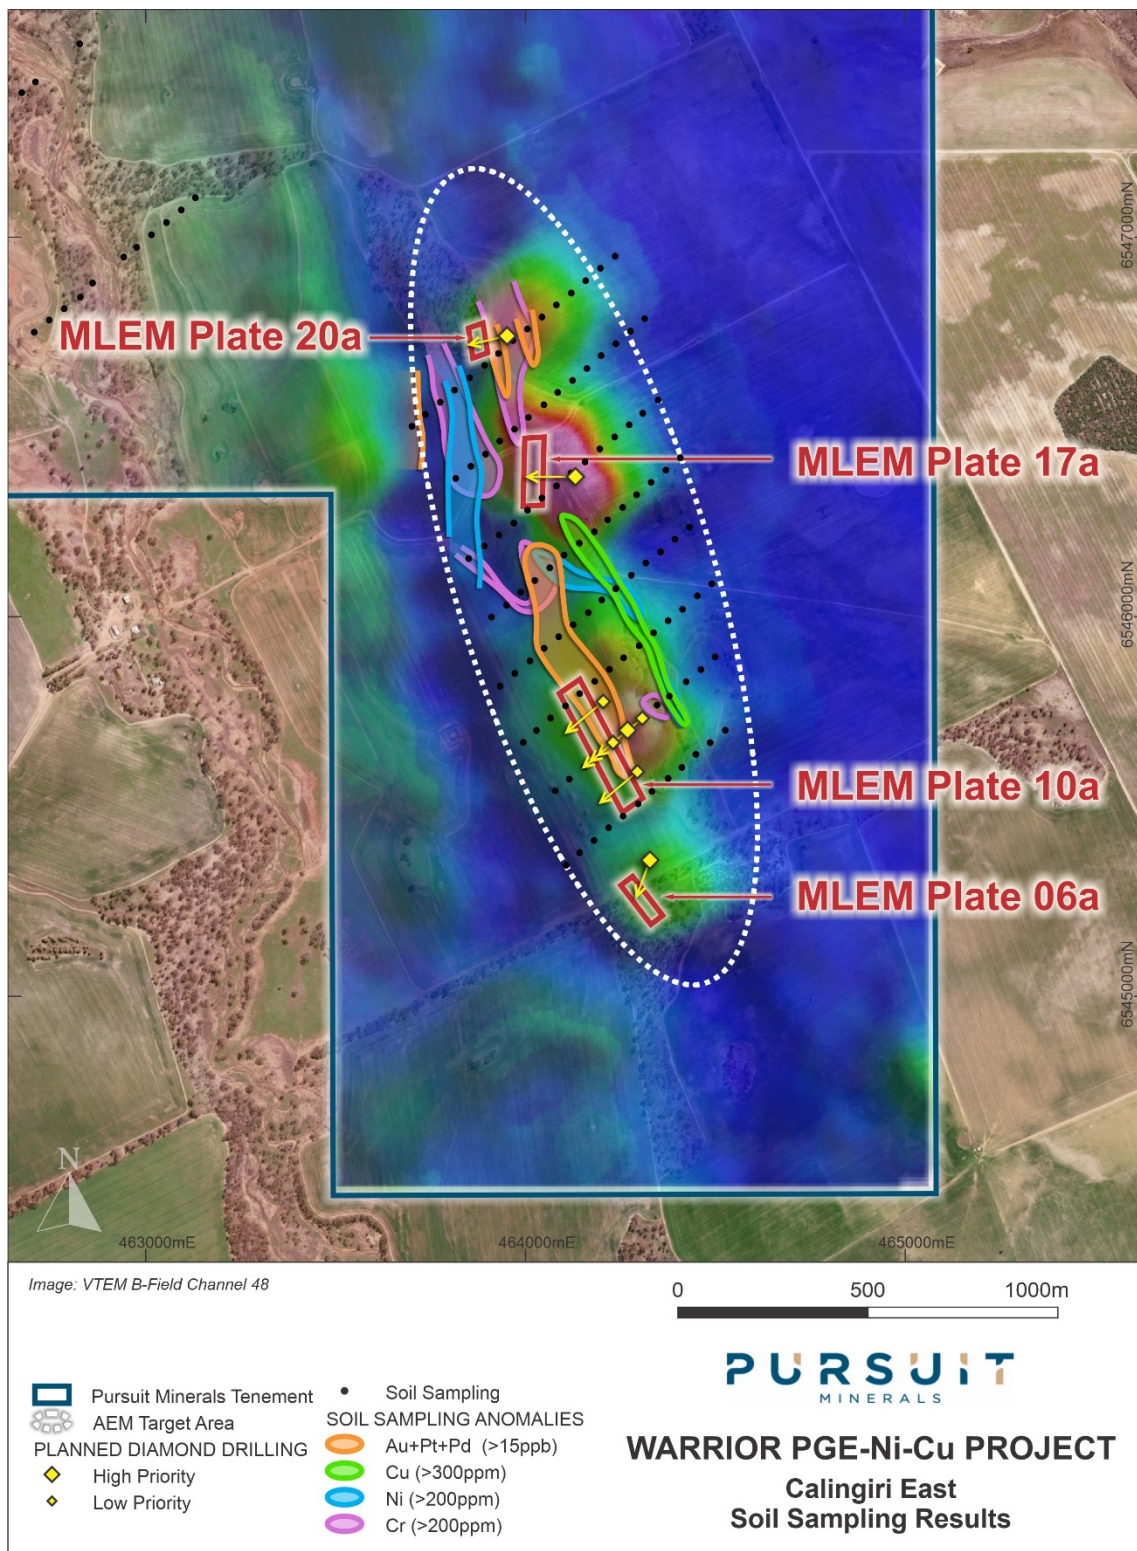 6547000mN
MLEM Plate 20a
MLEM Plate 17a
6546000mN
MLEM Plate 10a
MLEM Plate 06a
6545000mN
N
463000mE
464000mE
465000mE
Image: VTEM B-Field Channel 48
0 500 1000m
PURSUIT
MINERALS
Pursuit Minerals Tenement
AEM Target Area
PLANNED DIAMOND DRILLING
High Priority
Low Priority
Soil Sampling
SOIL SAMPLING ANOMALIES
Au+Pt+Pd (>15ppb)
Cu (>300ppm)
Ni (>200ppm)
Cr (>200ppm)
WARRIOR PGE-Ni-Cu PROJECT
Calingiri East
Soil Sampling Results